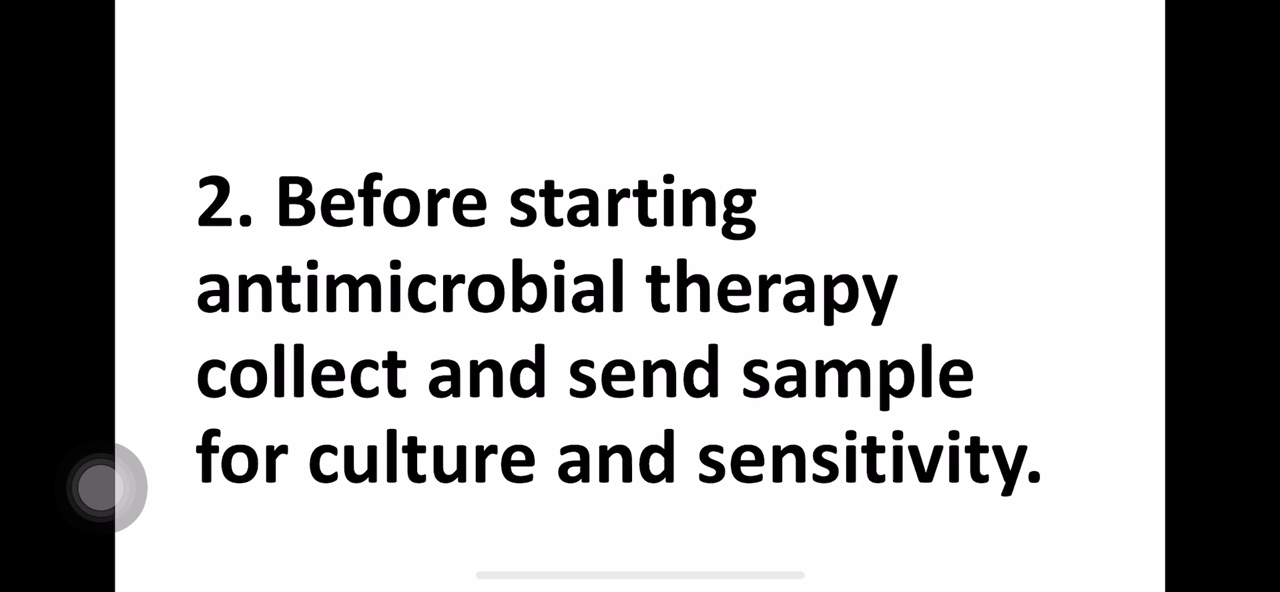 2. Before starting
antimicrobial therapy
collect and send sample
for culture and sensitivity.